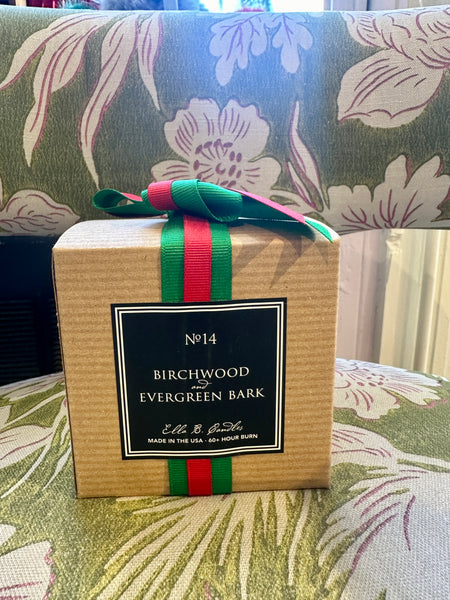 №14
BIRCHWOOD
and
EVERGREEN BARK
Ella B. Candles
MADE IN THE USA · 60+ HOUR BURN